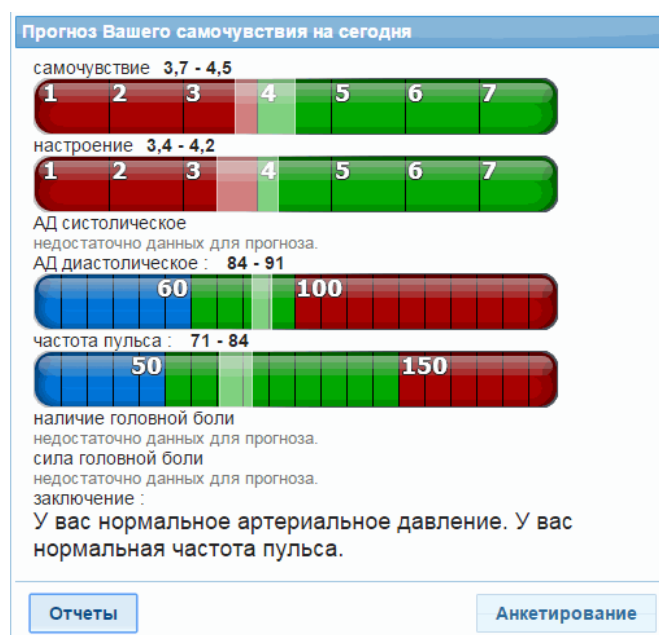 Прогноз Вашего самочувствия на сегодня
самочувствие 3,7 - 4,5
1 2 3 4 5 6 7
настроение 3,4 - 4,2
1 2 3 4 5 6 7
АД систолическое
недостаточно данных для прогноза.
АД диастолическое : 84 - 91
60 100
частота пульса : 71 - 84
50 150
наличие головной боли
недостаточно данных для прогноза.
сила головной боли
недостаточно данных для прогноза.
заключение :
У вас нормальное артериальное давление. У вас
нормальная частота пульса.
Отчеты Анкетирование